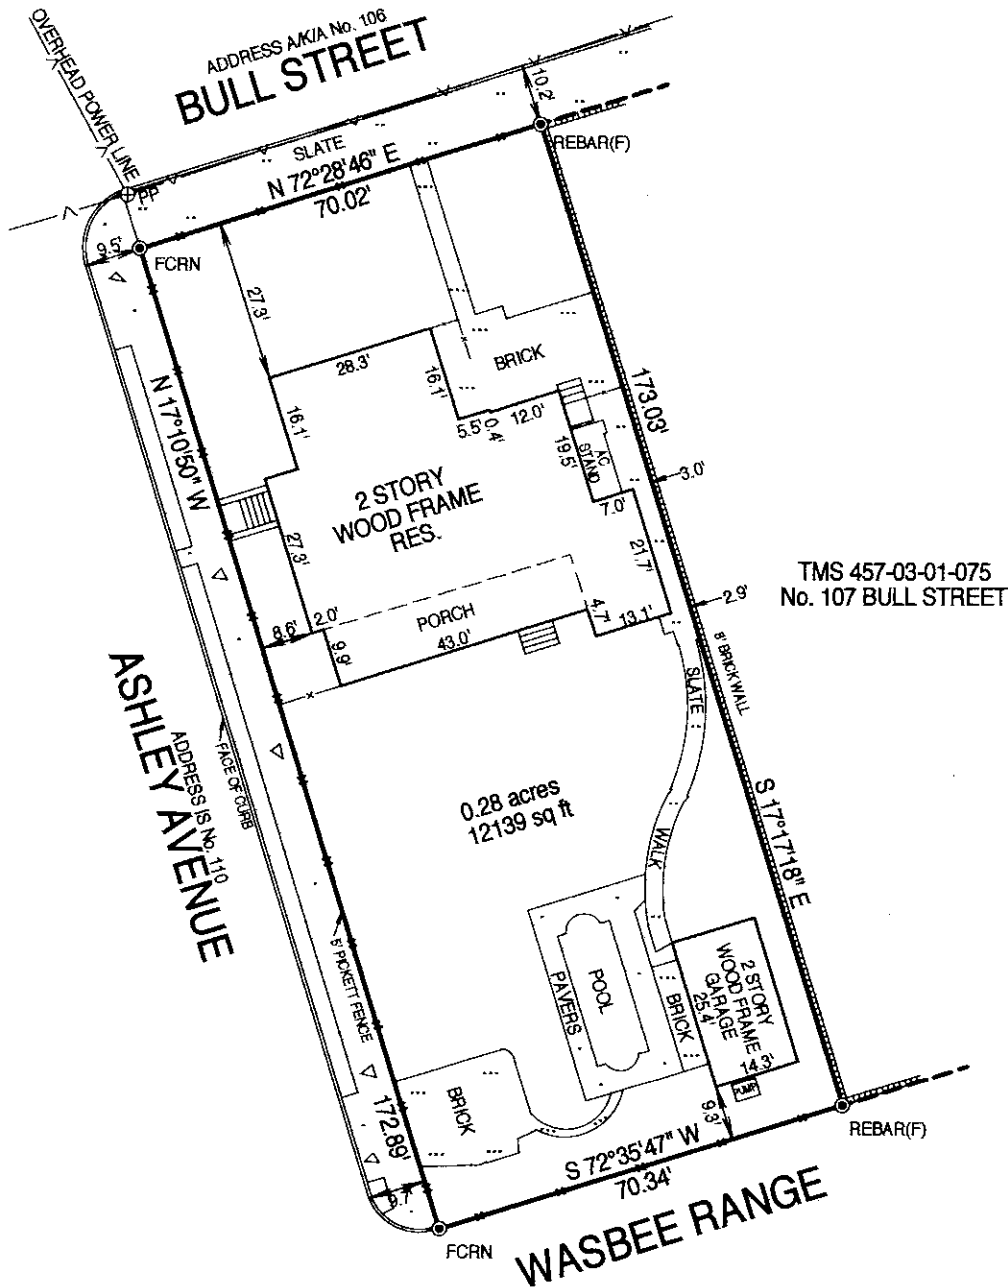 OVERHEAD POWER LINE
ADDRESS A/K/A No. 106
BULL STREET
10.2'
REBAR(F)
SLATE
N 72°28'46" E
70.02'
PP
9.5'
FCRN
27.3'
28.3'
16.1'
BRICK
16.1'
5.5'
0.4'
12.0'
173.03'
N 17°10'50" W
19.5'
AC
STAND
3.0'
7.0'
2 STORY
WOOD FRAME
RES.
27.3'
21.7'
TMS 457-03-01-075
No. 107 BULL STREET
2.9'
8.6'
2.0'
PORCH
43.0'
4.7'
13.1'
9.9'
8' BRICK WALL
SLATE
WALK
ASHLEY AVENUE
ADDRESS IS No. 110
FACE OF CURB
0.28 acres
12139 sq ft
S 17°17'18" E
5' PICKETT FENCE
PAVERS
POOL
BRICK
2 STORY
WOOD FRAME
GARAGE
25.4'
14.3'
PUMP
9.3'
BRICK
172.89'
9.7'
S 72°35'47" W
70.34'
REBAR(F)
FCRN
WASBEE RANGE